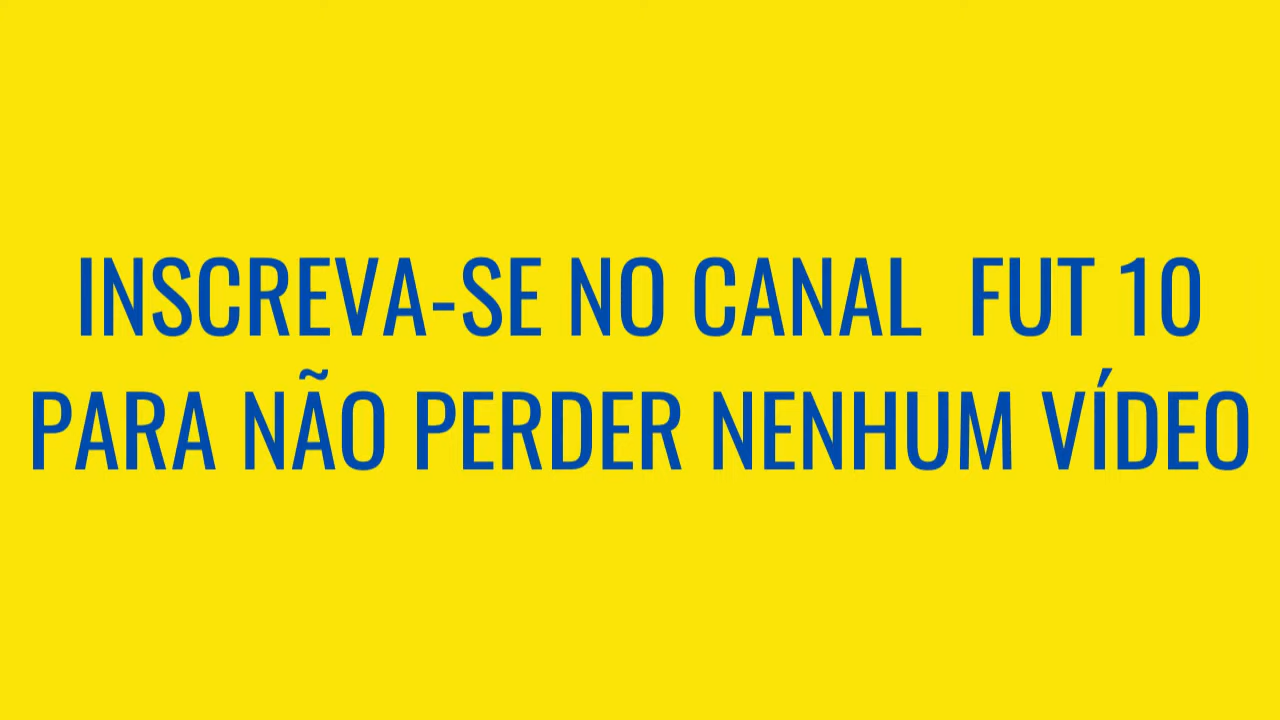 INSCREVA-SE NO CANAL  FUT 10
PARA NÃO PERDER NENHUM VÍDEO